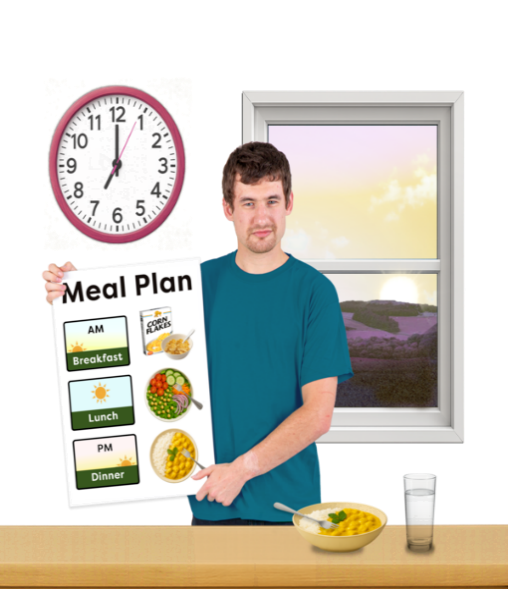 12
11
1
10
2
9
3
8
4
7
5
6
Meal Plan
AM
Breakfast
CORN
FLAKES
Lunch
PM
Dinner